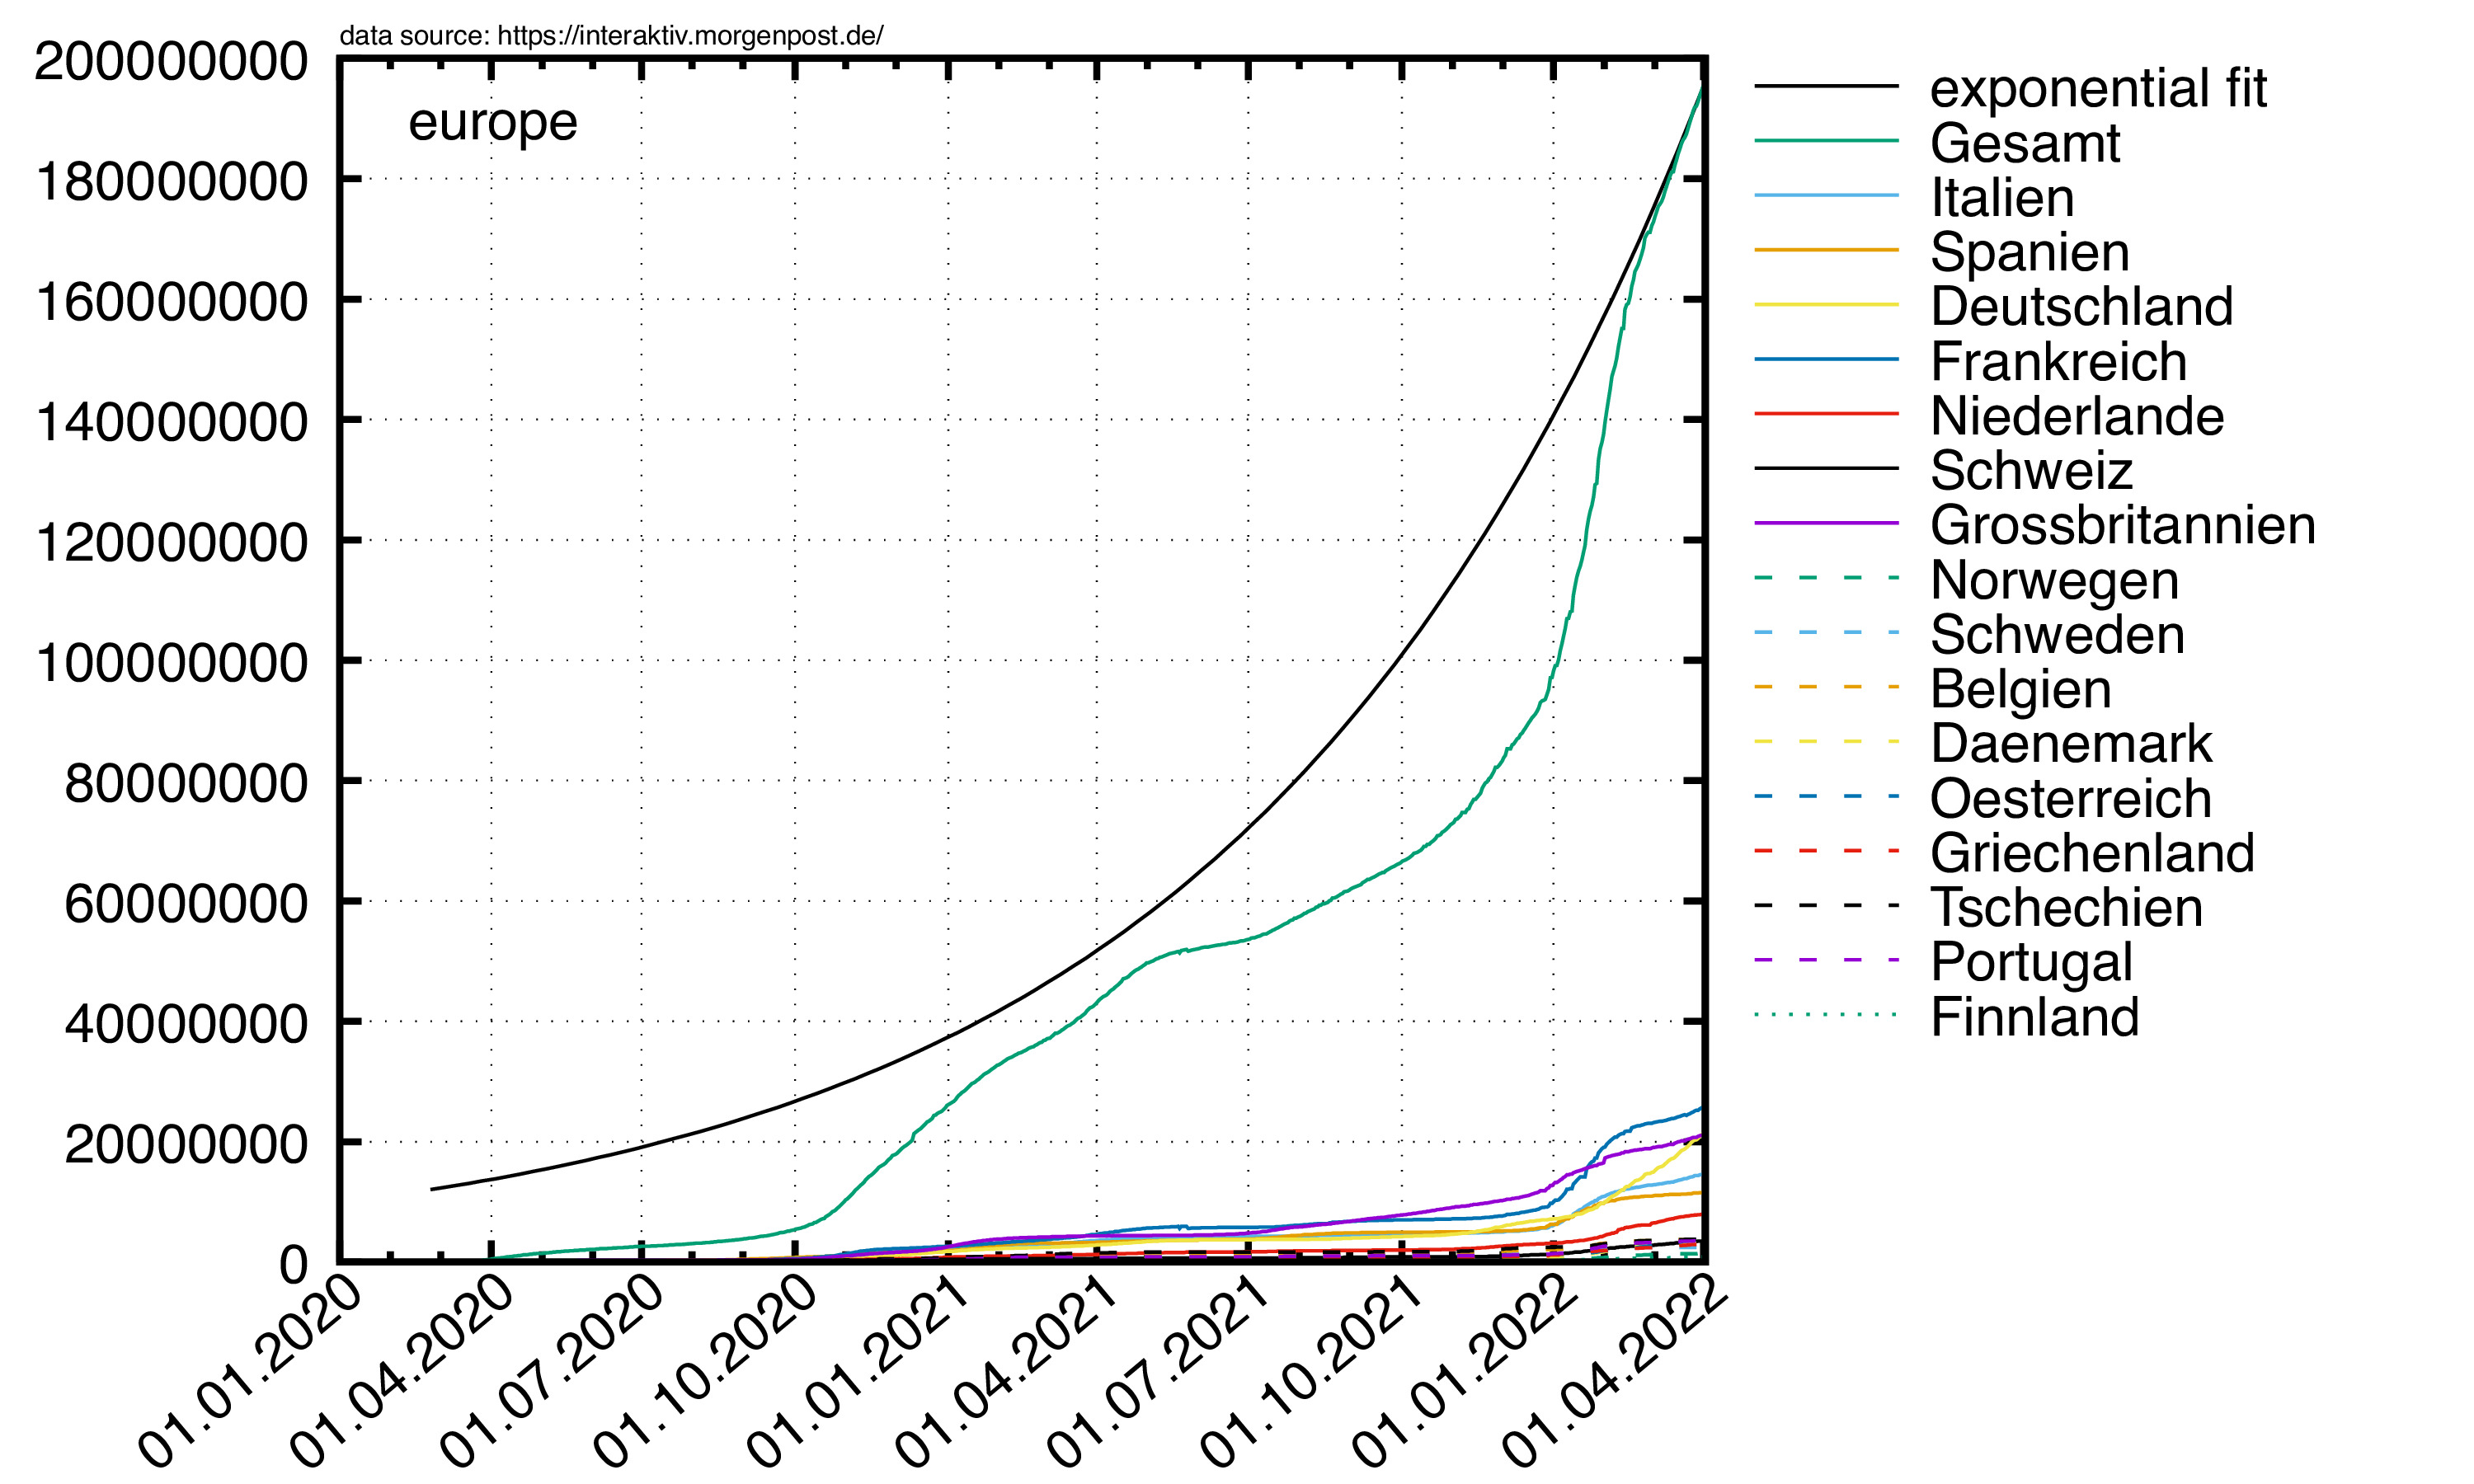 data source: https://interaktiv.morgenpost.de/
europe
200000000
180000000
160000000
140000000
120000000
100000000
80000000
60000000
40000000
20000000
0
01.01.2020
01.04.2020
01.07.2020
01.10.2020
01.01.2021
01.04.2021
01.07.2021
01.10.2021
01.01.2022
01.04.2022
exponential fit
Gesamt
Italien
Spanien
Deutschland
Frankreich
Niederlande
Schweiz
Grossbritannien
Norwegen
Schweden
Belgien
Daenemark
Oesterreich
Griechenland
Tschechien
Portugal
Finnland